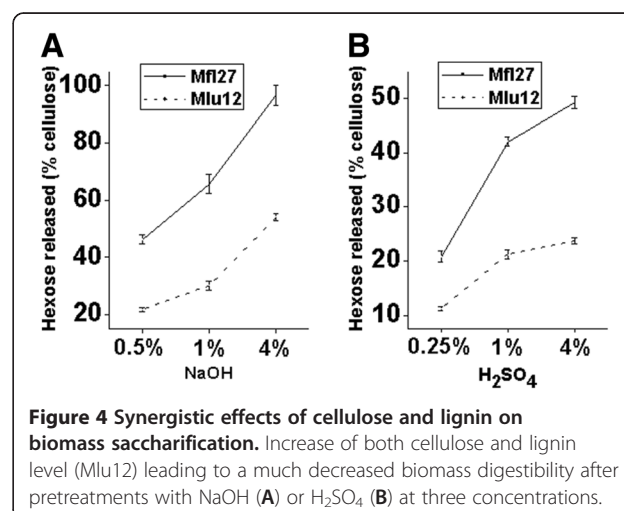 A
Mfl27
Mlu12
Hexose released (% cellulose)
100
80
60
40
20
0.5% 1% 4%
NaOH
B
Mfl27
Mlu12
Hexose released (% cellulose)
50
40
30
20
10
0.25% 1% 4%
H₂SO₄
Figure 4 Synergistic effects of cellulose and lignin on
biomass saccharification. Increase of both cellulose and lignin
level (Mlu12) leading to a much decreased biomass digestibility after
pretreatments with NaOH (A) or H₂SO₄ (B) at three concentrations.